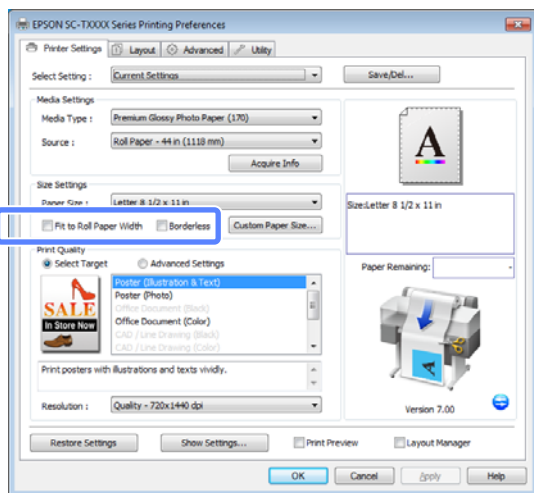 EPSON SC-TXXXX Series Printing Preferences
Printer Settings Layout Advanced Utility
Select Setting : Current Settings Save/Del...
Media Settings
Media Type : Premium Glossy Photo Paper (170)
Source : Roll Paper - 44 in (1118 mm)
Acquire Info
A
Size Settings
Paper Size : Letter 8 1/2 x 11 in
Size:Letter 8 1/2 x 11 in
Fit to Roll Paper Width Borderless Custom Paper Size...
Print Quality
Select Target Advanced Settings
Paper Remaining: -
SALE
In Store Now
Poster (Illustration & Text)
Poster (Photo)
Office Document (Black)
Office Document (Color)
CAD / Line Drawing (Black)
CAD / Line Drawing (Color)
A
Print posters with illustrations and texts vividly.
Resolution : Quality - 720x1440 dpi
Version 7.00
Restore Settings Show Settings... Print Preview Layout Manager
OK Cancel Apply Help